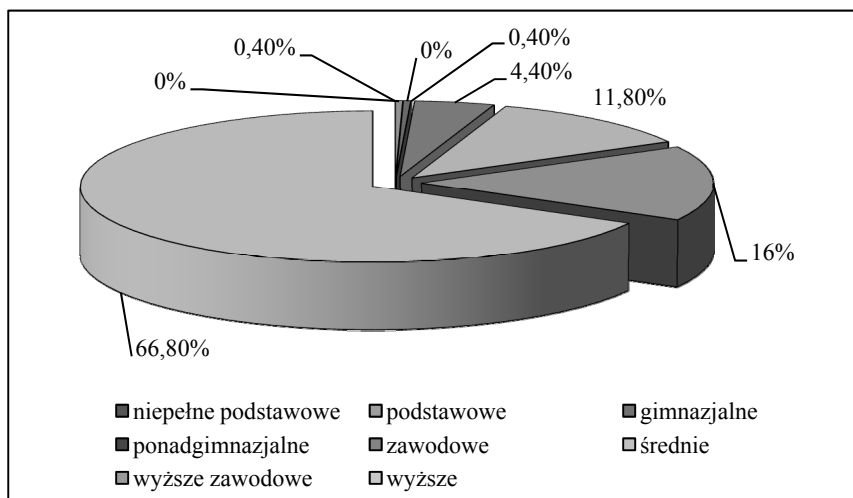 0,40%
0%
0,40%
0%
4,40%
11,80%
16%
66,80%
niepełne podstawowe
podstawowe
gimnazjalne
ponadgimnazjalne
zawodowe
średnie
wyższe zawodowe
wyższe